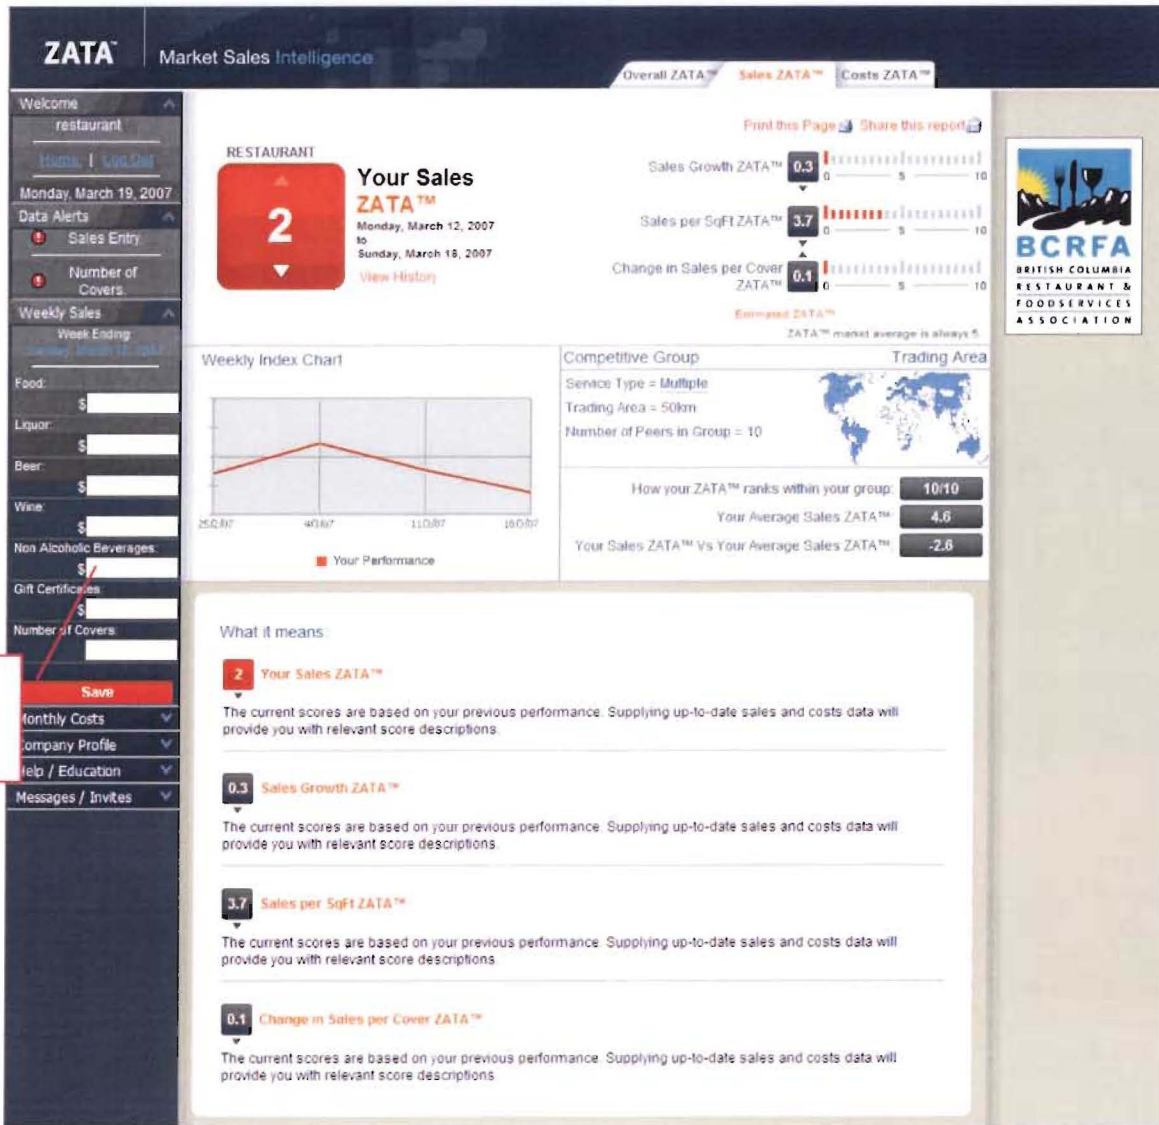 ZATA™
Market Sales Intelligence
Overall ZATA™
Sales ZATA™
Costs ZATA™
Welcome
restaurant
Home | Log Out
Monday, March 19, 2007
Data Alerts
Sales Entry
Number of
Covers
Weekly Sales
Week Ending
Food:
$
Liquor:
$
Beer:
$
Wine:
$
Non Alcoholic Beverages:
$
Gift Certificates:
$
Number of Covers:
Save
Monthly Costs
Company Profile
Help / Education
Messages / Invites
Print this Page Share this report
RESTAURANT
2
Your Sales
ZATA™
Monday, March 12, 2007
to
Sunday, March 18, 2007
View History
Sales Growth ZATA™ 0.3
0 5 10
Sales per SqFt ZATA™ 3.7
0 5 10
Change in Sales per Cover
ZATA™ 0.1
0 5 10
Estimated ZATA™
ZATA™ market average is always 5.
BCRFA
BRITISH COLUMBIA
RESTAURANT &
FOODSERVICES
ASSOCIATION
Weekly Index Chart
Your Performance
Competitive Group
Trading Area
Service Type = Multiple
Trading Area = 50km
Number of Peers in Group = 10
How your ZATA™ ranks within your group: 10/10
Your Average Sales ZATA™: 4.6
Your Sales ZATA™ Vs Your Average Sales ZATA™: -2.6
What it means:
2 Your Sales ZATA™
The current scores are based on your previous performance. Supplying up-to-date sales and costs data will
provide you with relevant score descriptions.
0.3 Sales Growth ZATA™
The current scores are based on your previous performance. Supplying up-to-date sales and costs data will
provide you with relevant score descriptions.
3.7 Sales per SqFt ZATA™
The current scores are based on your previous performance. Supplying up-to-date sales and costs data will
provide you with relevant score descriptions.
0.1 Change in Sales per Cover ZATA™
The current scores are based on your previous performance. Supplying up-to-date sales and costs data will
provide you with relevant score descriptions.